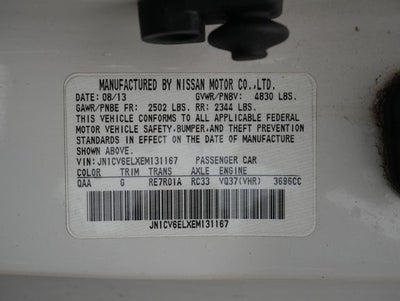 MANUFACTURED BY NISSAN MOTOR CO.,LTD.
DATE: 08/13 GVWR/PNBV: 4830 LBS.
GAWR/PNBE FR: 2502 LBS. RR: 2344 LBS.
THIS VEHICLE CONFORMS TO ALL APPLICABLE FEDERAL
MOTOR VEHICLE SAFETY,BUMPER,AND THEFT PREVENTION
STANDARDS IN EFFECT ON THE DATE OF MANUFACTURE
SHOWN ABOVE.
VIN: JN1CV6ELXEM131167 PASSENGER CAR
COLOR TRIM TRANS AXLE ENGINE
QAA G RE7R01A RC33 VQ37(VHR) 3696CC
JN1CV6ELXEM131167